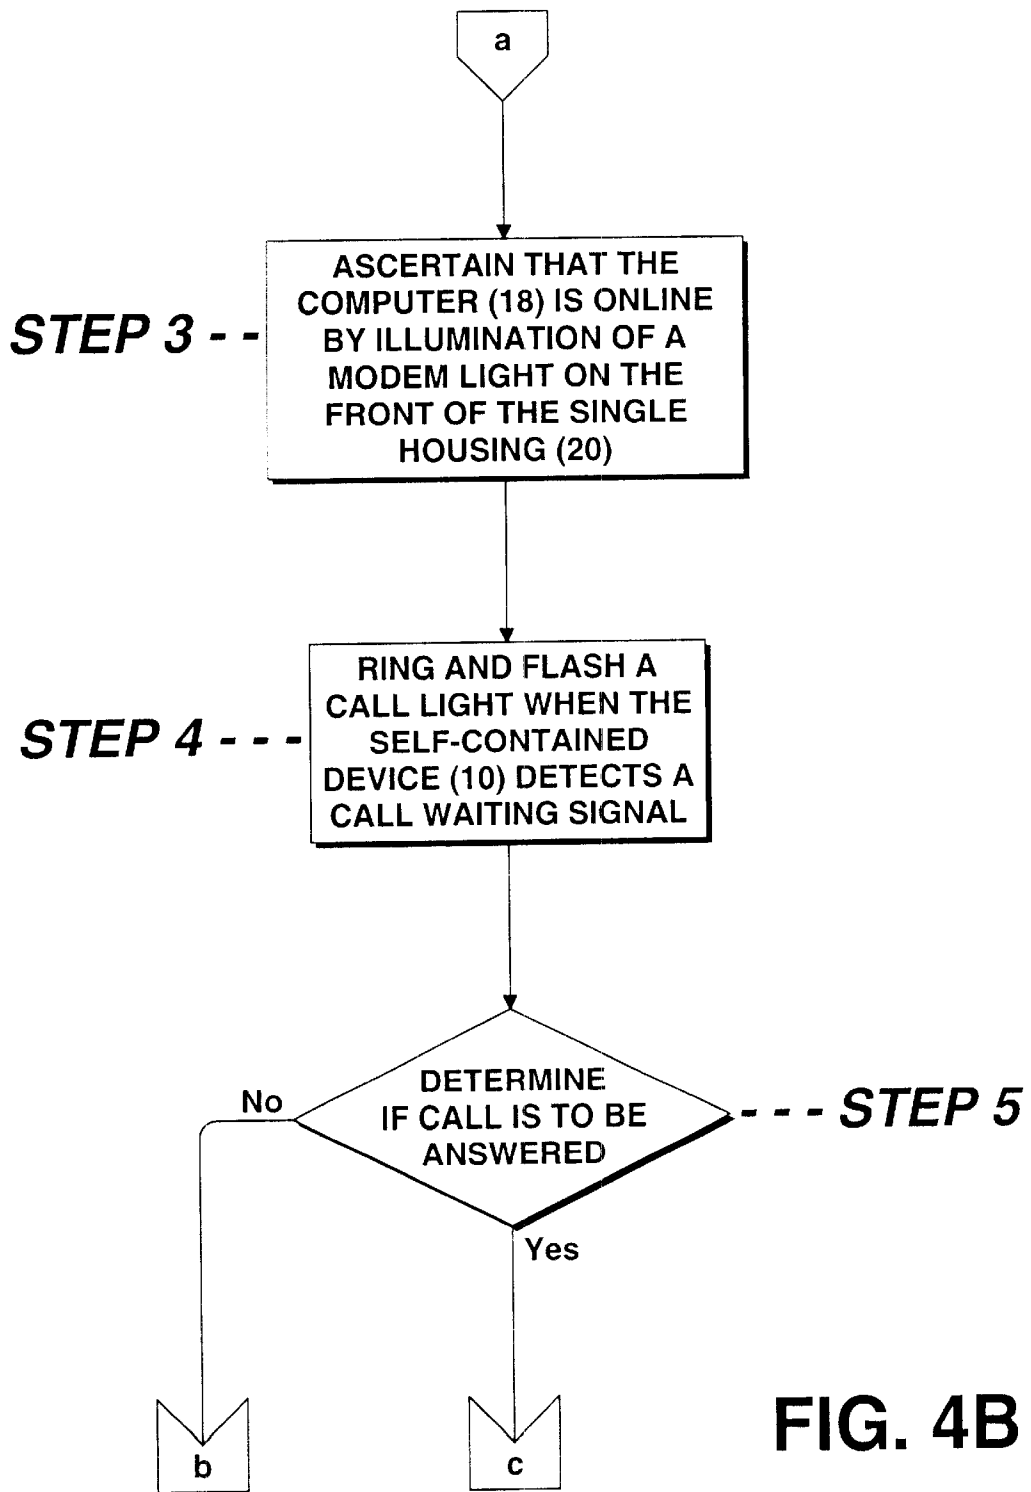 a
STEP 3 - -
ASCERTAIN THAT THE
COMPUTER (18) IS ONLINE
BY ILLUMINATION OF A
MODEM LIGHT ON THE
FRONT OF THE SINGLE
HOUSING (20)
STEP 4 - - -
RING AND FLASH A
CALL LIGHT WHEN THE
SELF-CONTAINED
DEVICE (10) DETECTS A
CALL WAITING SIGNAL
DETERMINE
IF CALL IS TO BE
ANSWERED
- - - STEP 5
No
Yes
b
c
FIG. 4B